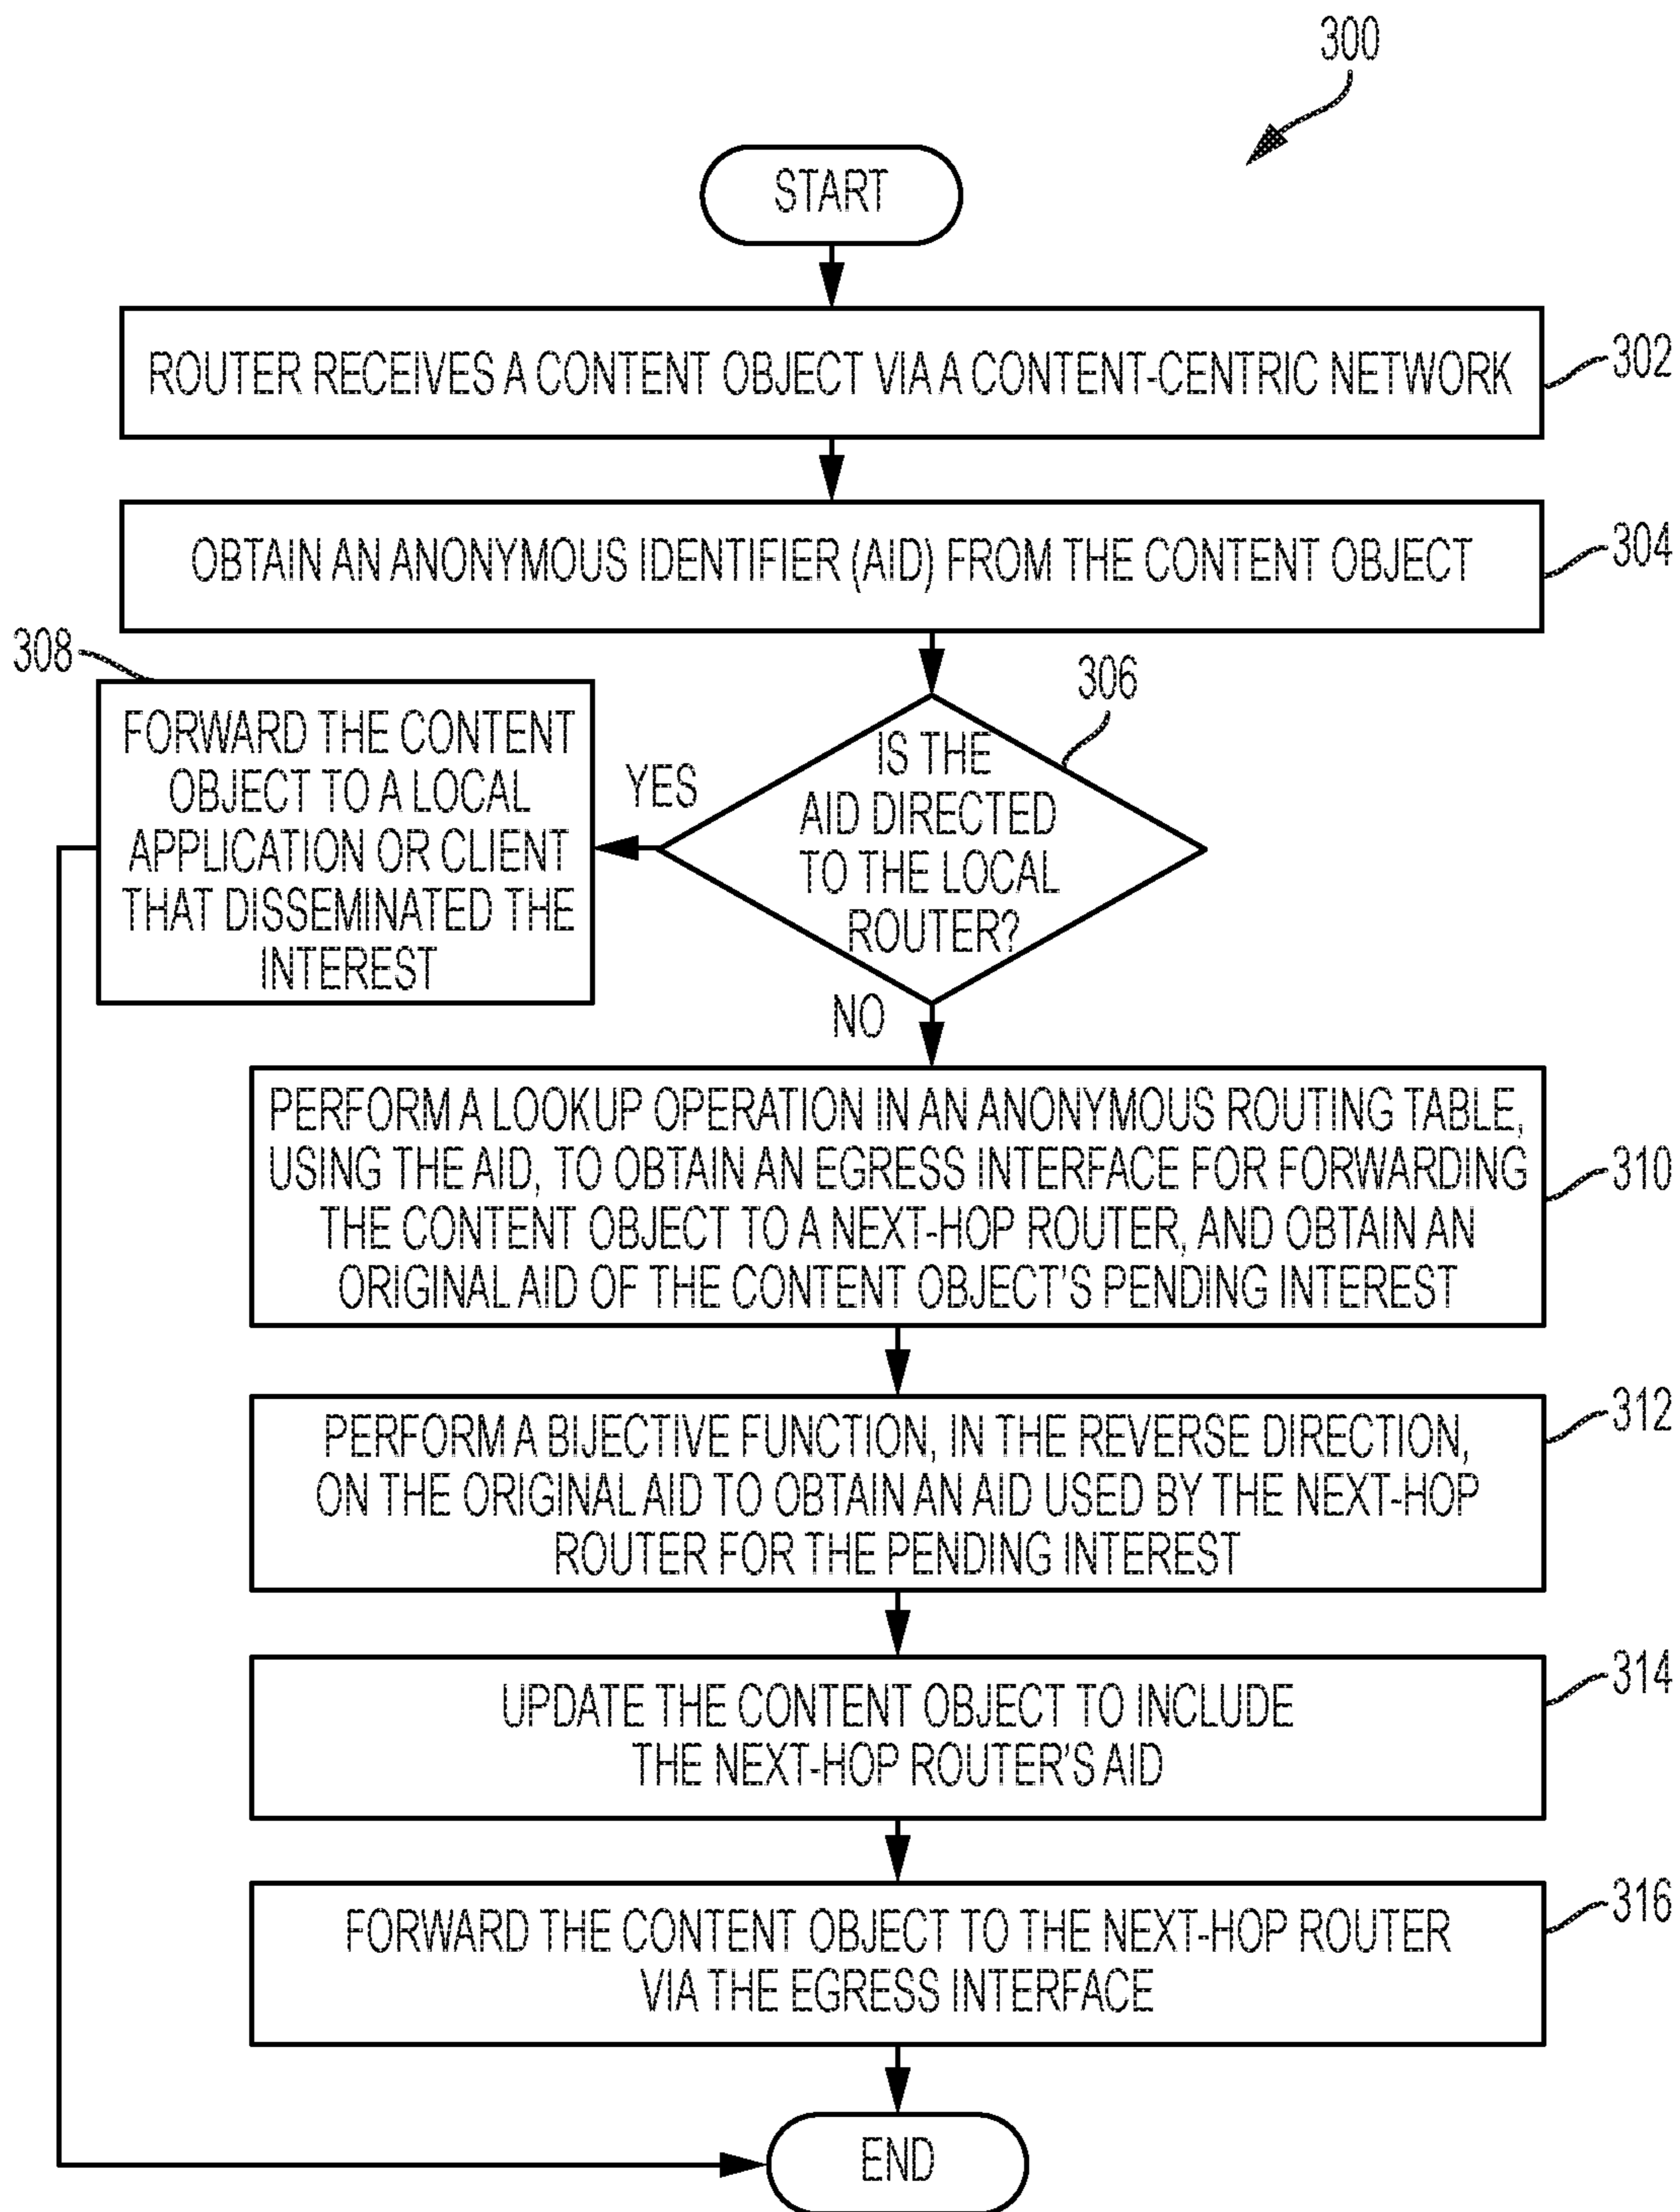 300
START
ROUTER RECEIVES A CONTENT OBJECT VIA A CONTENT-CENTRIC NETWORK
302
OBTAIN AN ANONYMOUS IDENTIFIER (AID) FROM THE CONTENT OBJECT
304
308
FORWARD THE CONTENT
OBJECT TO A LOCAL
APPLICATION OR CLIENT
THAT DISSEMINATED THE
INTEREST
YES
306
IS THE
AID DIRECTED
TO THE LOCAL
ROUTER?
NO
PERFORM A LOOKUP OPERATION IN AN ANONYMOUS ROUTING TABLE,
USING THE AID, TO OBTAIN AN EGRESS INTERFACE FOR FORWARDING
THE CONTENT OBJECT TO A NEXT-HOP ROUTER, AND OBTAIN AN
ORIGINAL AID OF THE CONTENT OBJECT'S PENDING INTEREST
310
PERFORM A BIJECTIVE FUNCTION, IN THE REVERSE DIRECTION,
ON THE ORIGINAL AID TO OBTAIN AN AID USED BY THE NEXT-HOP
ROUTER FOR THE PENDING INTEREST
312
UPDATE THE CONTENT OBJECT TO INCLUDE
THE NEXT-HOP ROUTER'S AID
314
FORWARD THE CONTENT OBJECT TO THE NEXT-HOP ROUTER
VIA THE EGRESS INTERFACE
316
END